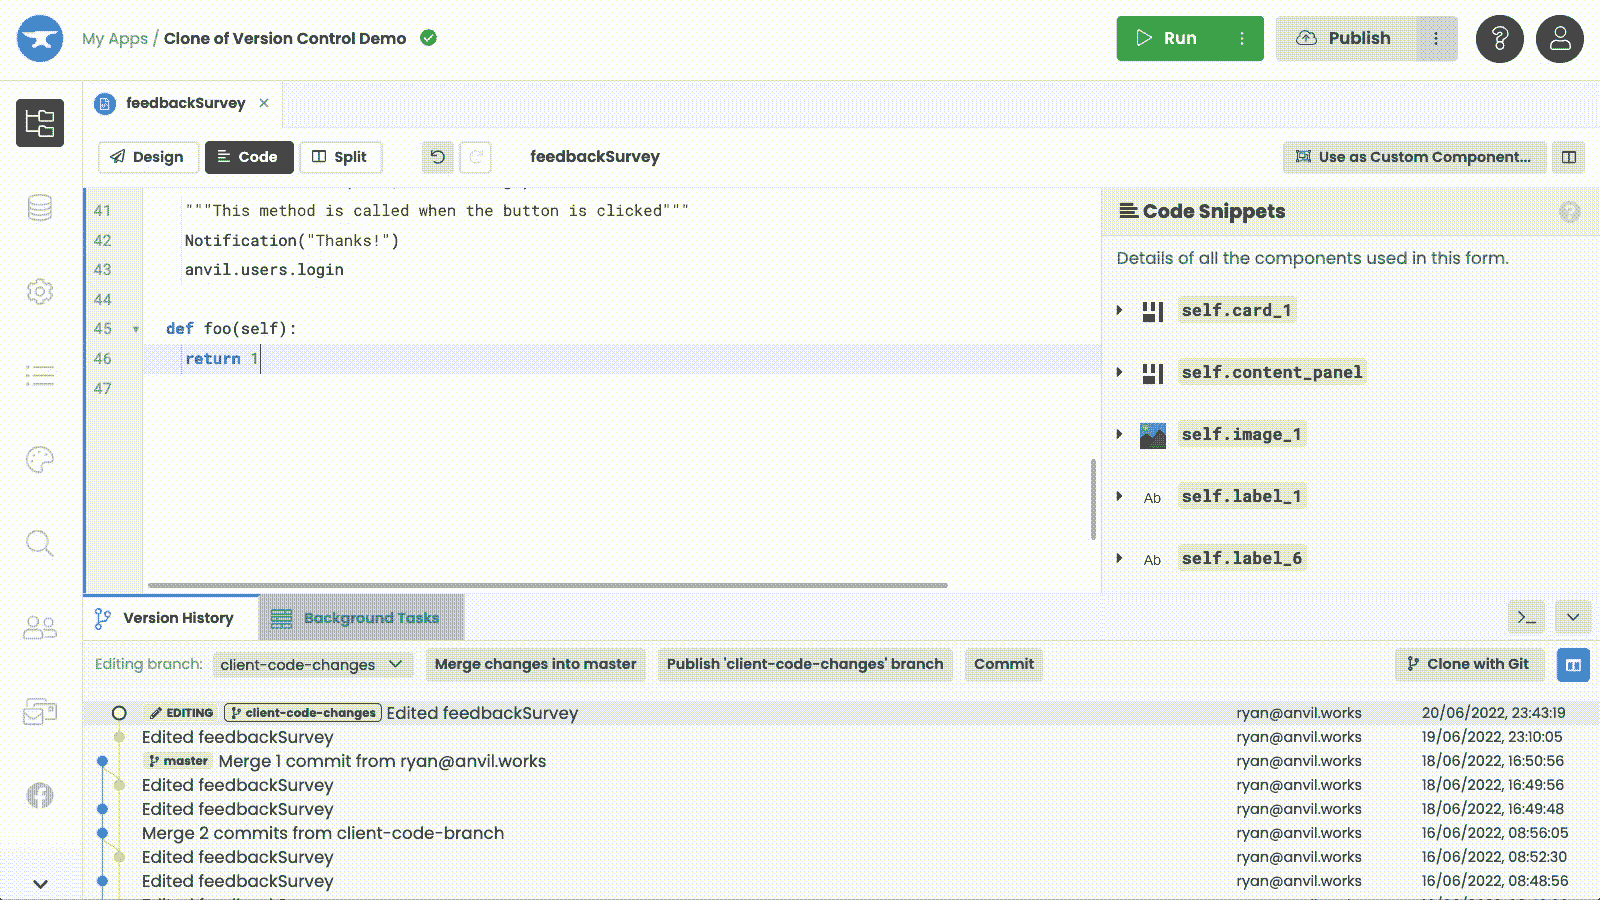 My Apps / Clone of Version Control Demo
Run
Publish
feedbackSurvey
Design
Code
Split
feedbackSurvey
Use as Custom Component...
41 """This method is called when the button is clicked"""
42 Notification("Thanks!")
43 anvil.users.login
44
45 def foo(self):
46 return 1
47
Code Snippets
Details of all the components used in this form.
self.card_1
self.content_panel
self.image_1
Ab self.label_1
Ab self.label_6
Version History
Background Tasks
Editing branch: client-code-changes
Merge changes into master
Publish 'client-code-changes' branch
Commit
Clone with Git
EDITING client-code-changes Edited feedbackSurvey ryan@anvil.works 20/06/2022, 23:43:19
Edited feedbackSurvey ryan@anvil.works 19/06/2022, 23:10:05
master Merge 1 commit from ryan@anvil.works ryan@anvil.works 18/06/2022, 16:50:56
Edited feedbackSurvey ryan@anvil.works 18/06/2022, 16:49:56
Edited feedbackSurvey ryan@anvil.works 18/06/2022, 16:49:48
Merge 2 commits from client-code-branch ryan@anvil.works 16/06/2022, 08:56:05
Edited feedbackSurvey ryan@anvil.works 16/06/2022, 08:52:30
Edited feedbackSurvey ryan@anvil.works 16/06/2022, 08:48:56